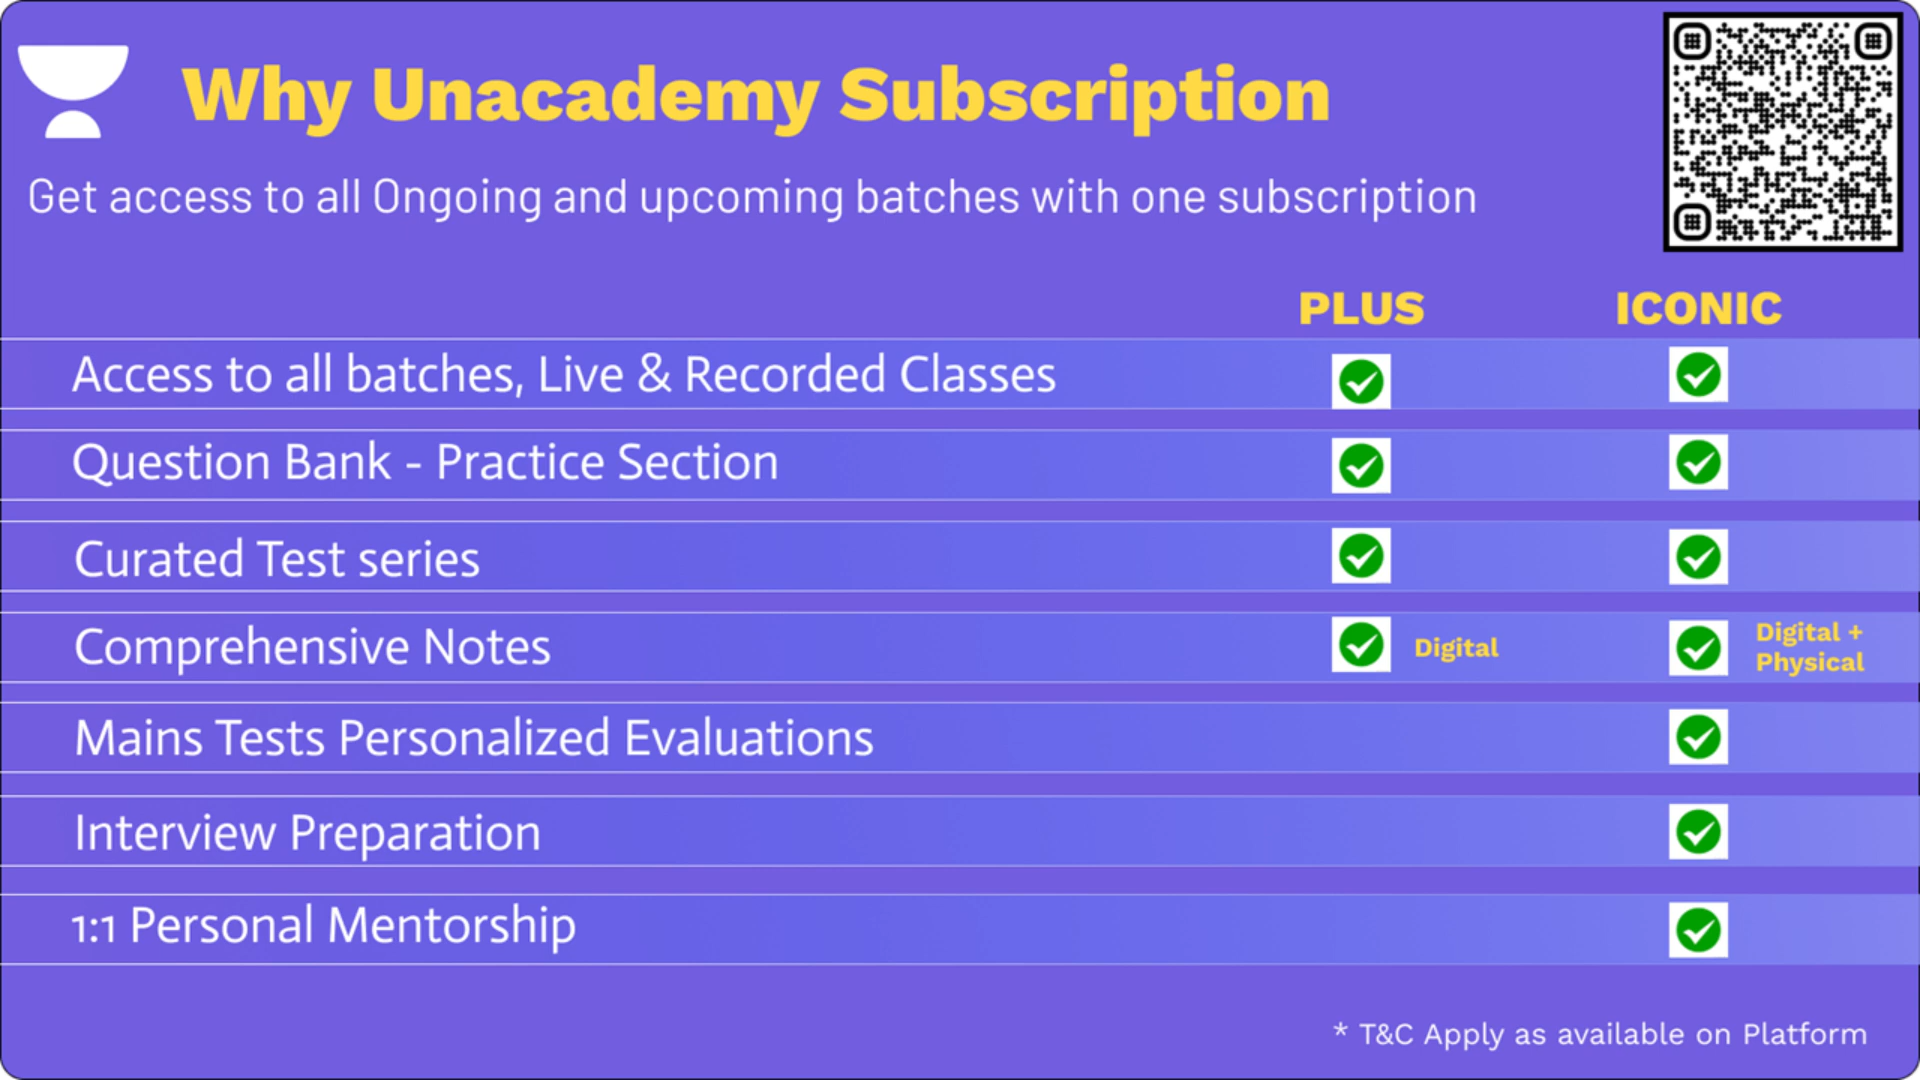 Why Unacademy Subscription
Get access to all Ongoing and upcoming batches with one subscription
PLUS ICONIC
Access to all batches, Live & Recorded Classes
Question Bank - Practice Section
Curated Test series
Comprehensive Notes Digital Digital +
Physical
Mains Tests Personalized Evaluations
Interview Preparation
1:1 Personal Mentorship
* T&C Apply as available on Platform